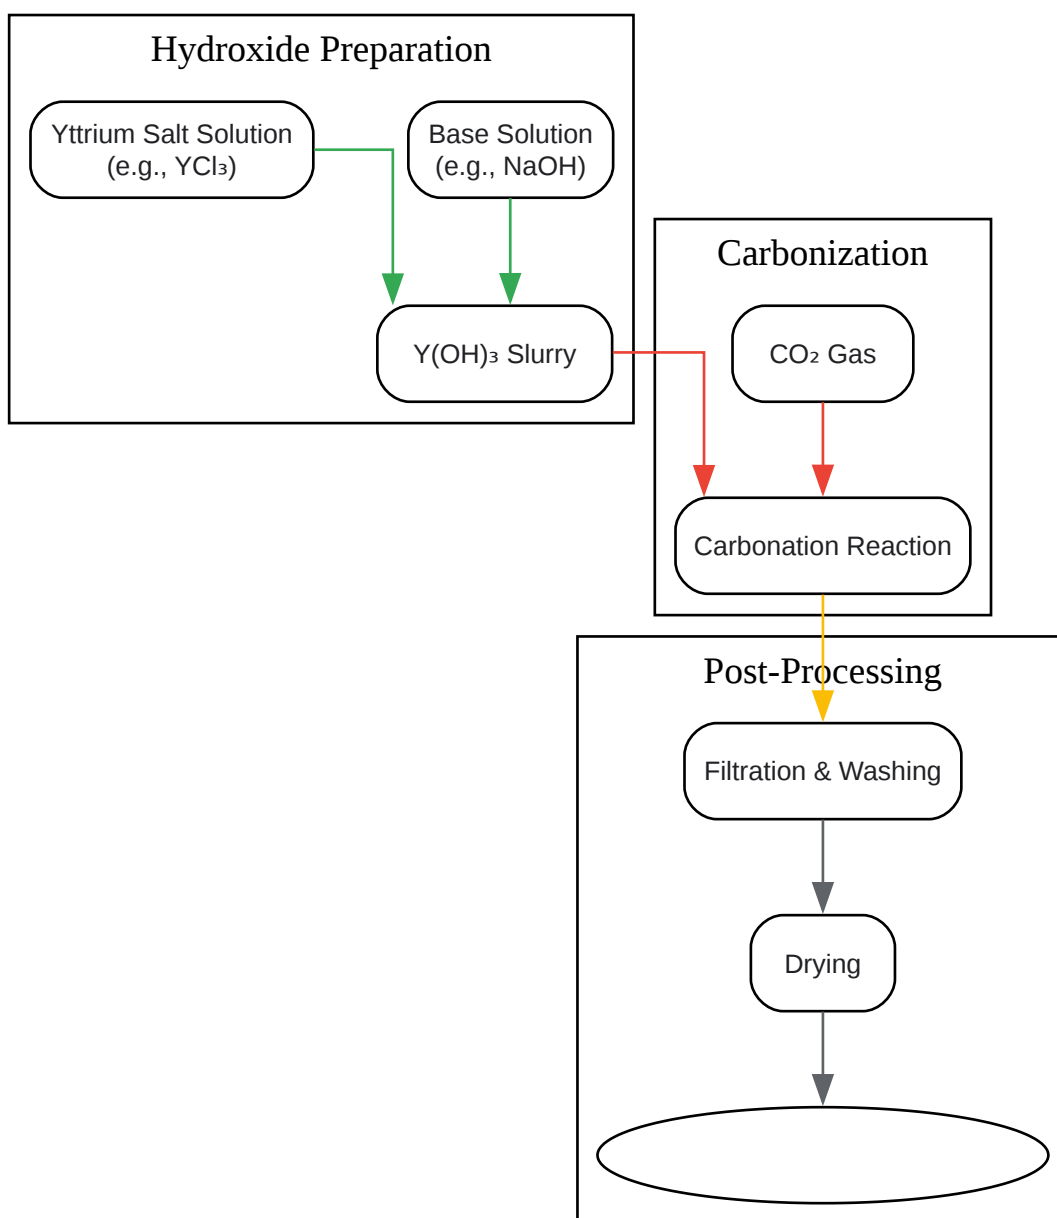 Hydroxide Preparation
Yttrium Salt Solution
(e.g., YCl₃)
Base Solution
(e.g., NaOH)
Y(OH)₃ Slurry
Carbonization
CO₂ Gas
Carbonation Reaction
Post-Processing
Filtration & Washing
Drying